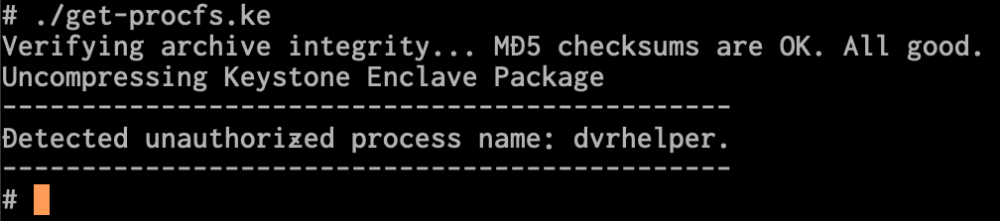 # ./get-procfs.ke
Verifying archive integrity... MD5 checksums are OK. All good.
Uncompressing Keystone Enclave Package
----------------------------------------------
Detected unauthorized process name: dvrhelper.
----------------------------------------------
#